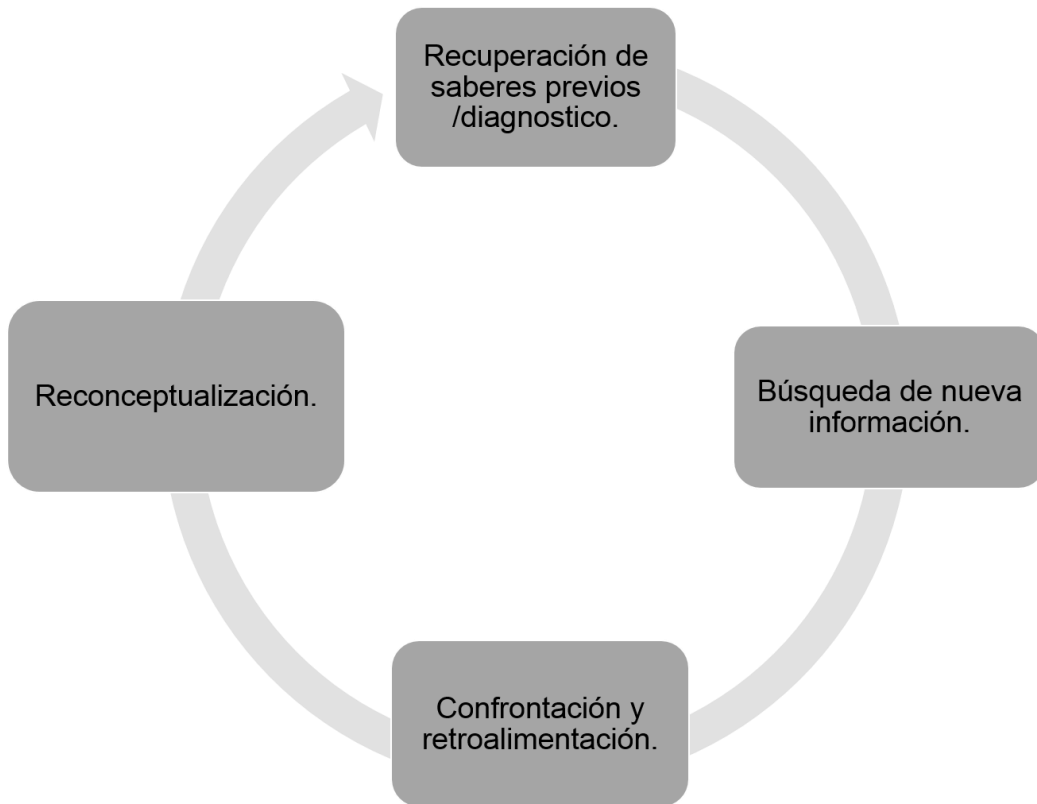 Recuperación de
saberes previos
/diagnostico.
Búsqueda de nueva
información.
Confrontación y
retroalimentación.
Reconceptualización.